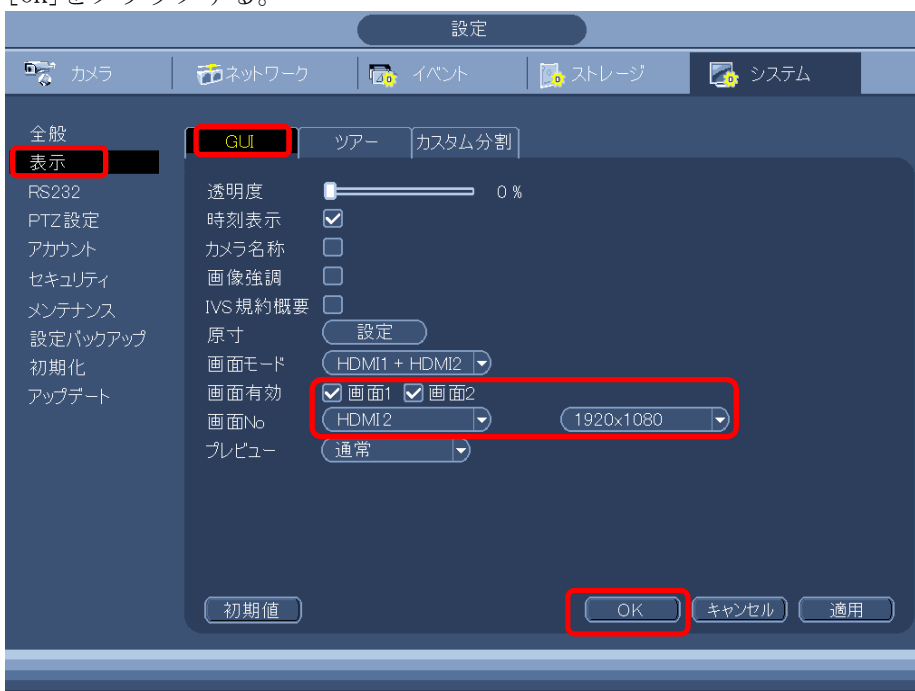 [ok]をクリックする。
設定
カメラ ネットワーク イベント ストレージ システム
全般
表示
RS232
PTZ設定
アカウント
セキュリティ
メンテナンス
設定バックアップ
初期化
アップデート
GUI ツアー カスタム分割
透明度 0 %
時刻表示
カメラ名称
画像強調
IVS規約概要
原寸 設定
画面モード HDMI1 + HDMI2
画面有効 画面1 画面2
画面No HDMI2 1920x1080
プレビュー 通常
初期値 OK キャンセル 適用